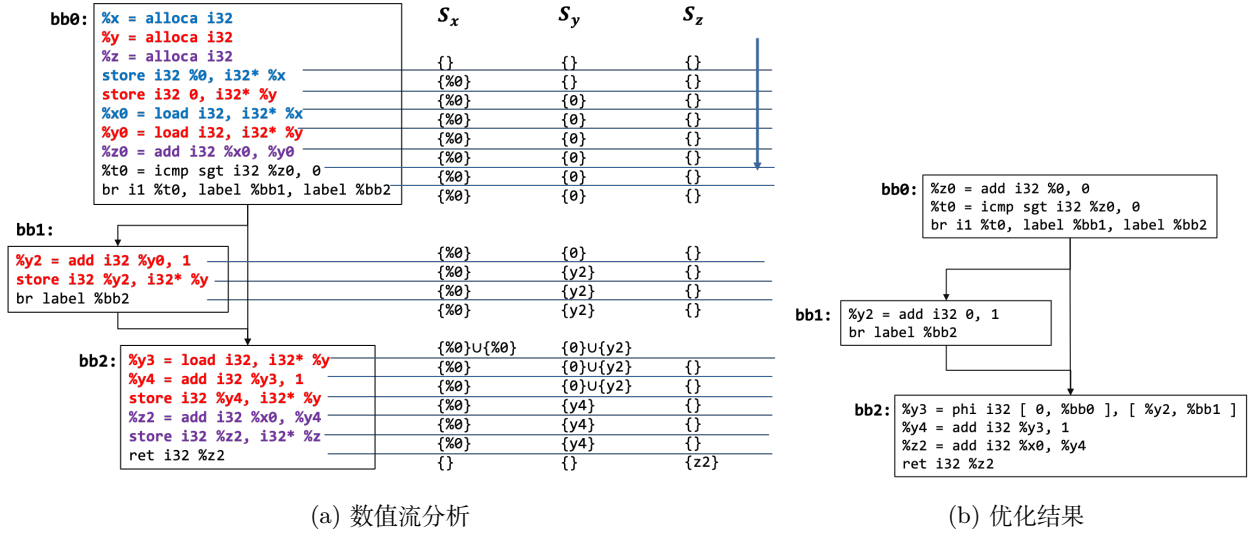 S_x S_y S_z
bb0:
%x = alloca i32
%y = alloca i32
%z = alloca i32
{} {} {}
store i32 %0, i32* %x
{%0} {} {}
store i32 0, i32* %y
{%0} {0} {}
%x0 = load i32, i32* %x
{%0} {0} {}
%y0 = load i32, i32* %y
{%0} {0} {}
%z0 = add i32 %x0, %y0
{%0} {0} {}
%t0 = icmp sgt i32 %z0, 0
{%0} {0} {}
br i1 %t0, label %bb1, label %bb2
{%0} {0} {}
bb1:
{%0} {0} {}
%y2 = add i32 %y0, 1
{%0} {y2} {}
store i32 %y2, i32* %y
{%0} {y2} {}
br label %bb2
{%0} {y2} {}
bb2:
{%0}∪{%0} {0}∪{y2}
%y3 = load i32, i32* %y
{%0} {0}∪{y2} {}
%y4 = add i32 %y3, 1
{%0} {0}∪{y2} {}
store i32 %y4, i32* %y
{%0} {y4} {}
%z2 = add i32 %x0, %y4
{%0} {y4} {}
store i32 %z2, i32* %z
{%0} {y4} {}
ret i32 %z2
{} {} {z2}
(a) 数值流分析
bb0:
%z0 = add i32 %0, 0
%t0 = icmp sgt i32 %z0, 0
br i1 %t0, label %bb1, label %bb2
bb1:
%y2 = add i32 0, 1
br label %bb2
bb2:
%y3 = phi i32 [ 0, %bb0 ], [ %y2, %bb1 ]
%y4 = add i32 %y3, 1
%z2 = add i32 %x0, %y4
ret i32 %z2
(b) 优化结果